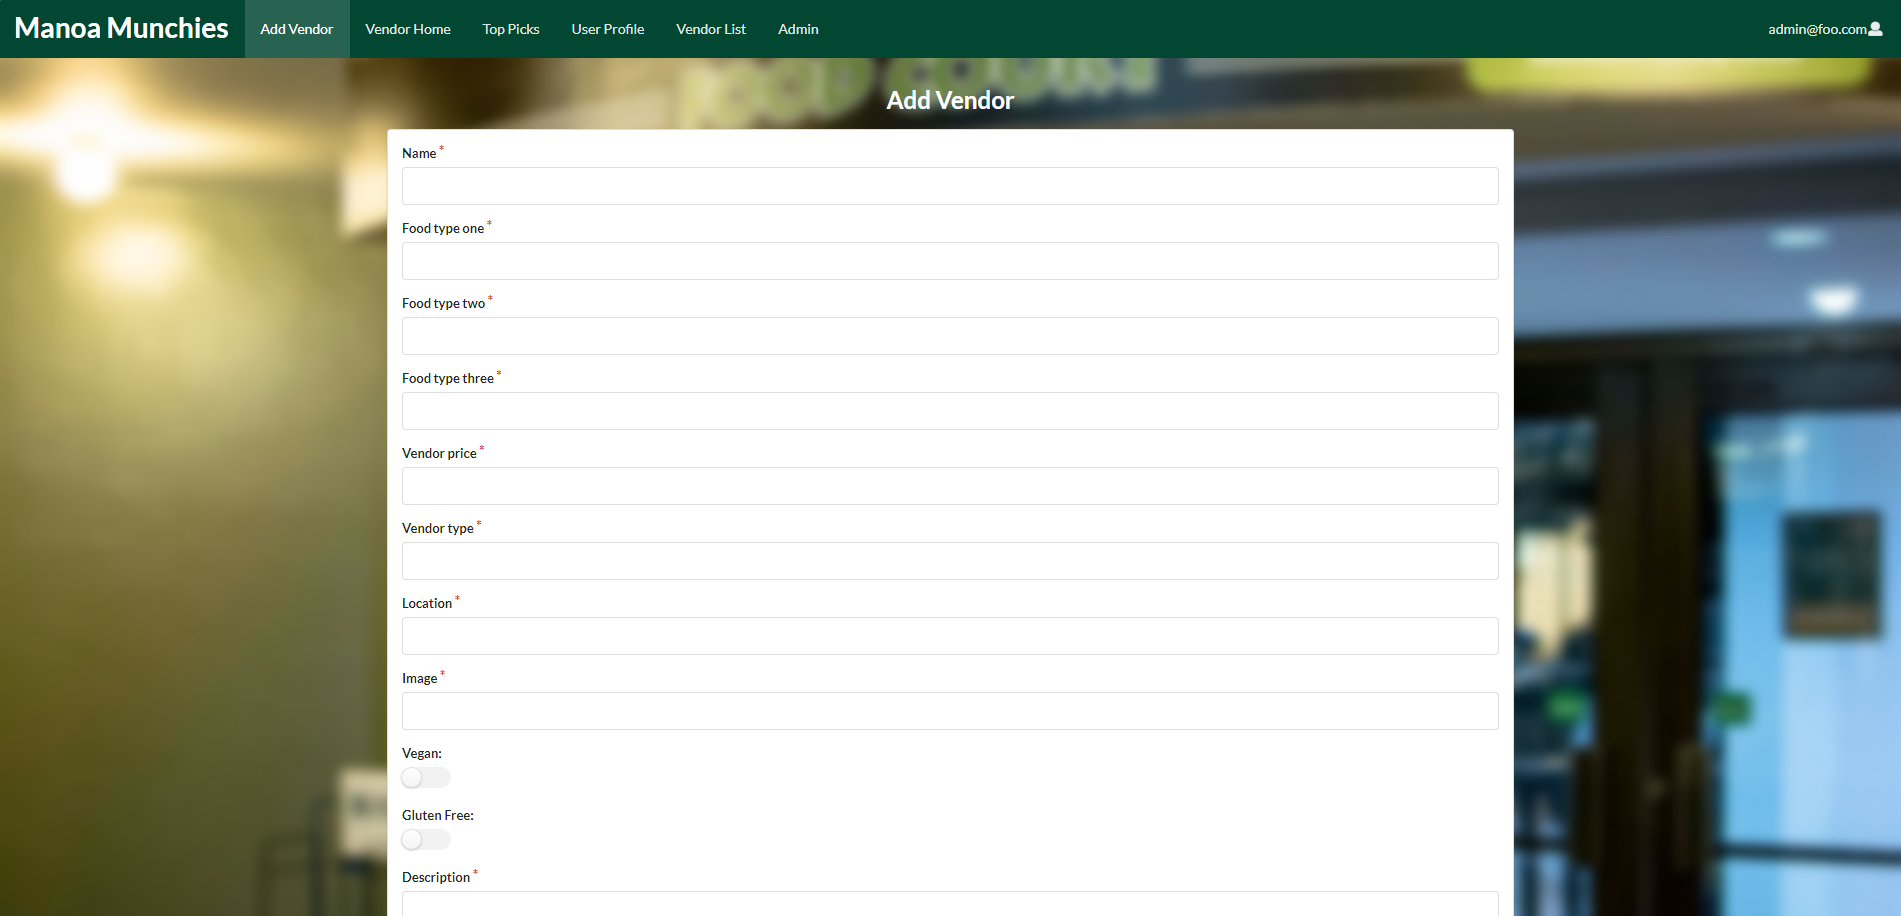 Manoa Munchies Add Vendor Vendor Home Top Picks User Profile Vendor List Admin admin@foo.com
FOOD COURT
Add Vendor
Name *
Food type one *
Food type two *
Food type three *
Vendor price *
Vendor type *
Location *
Image *
Vegan:
Gluten Free:
Description *